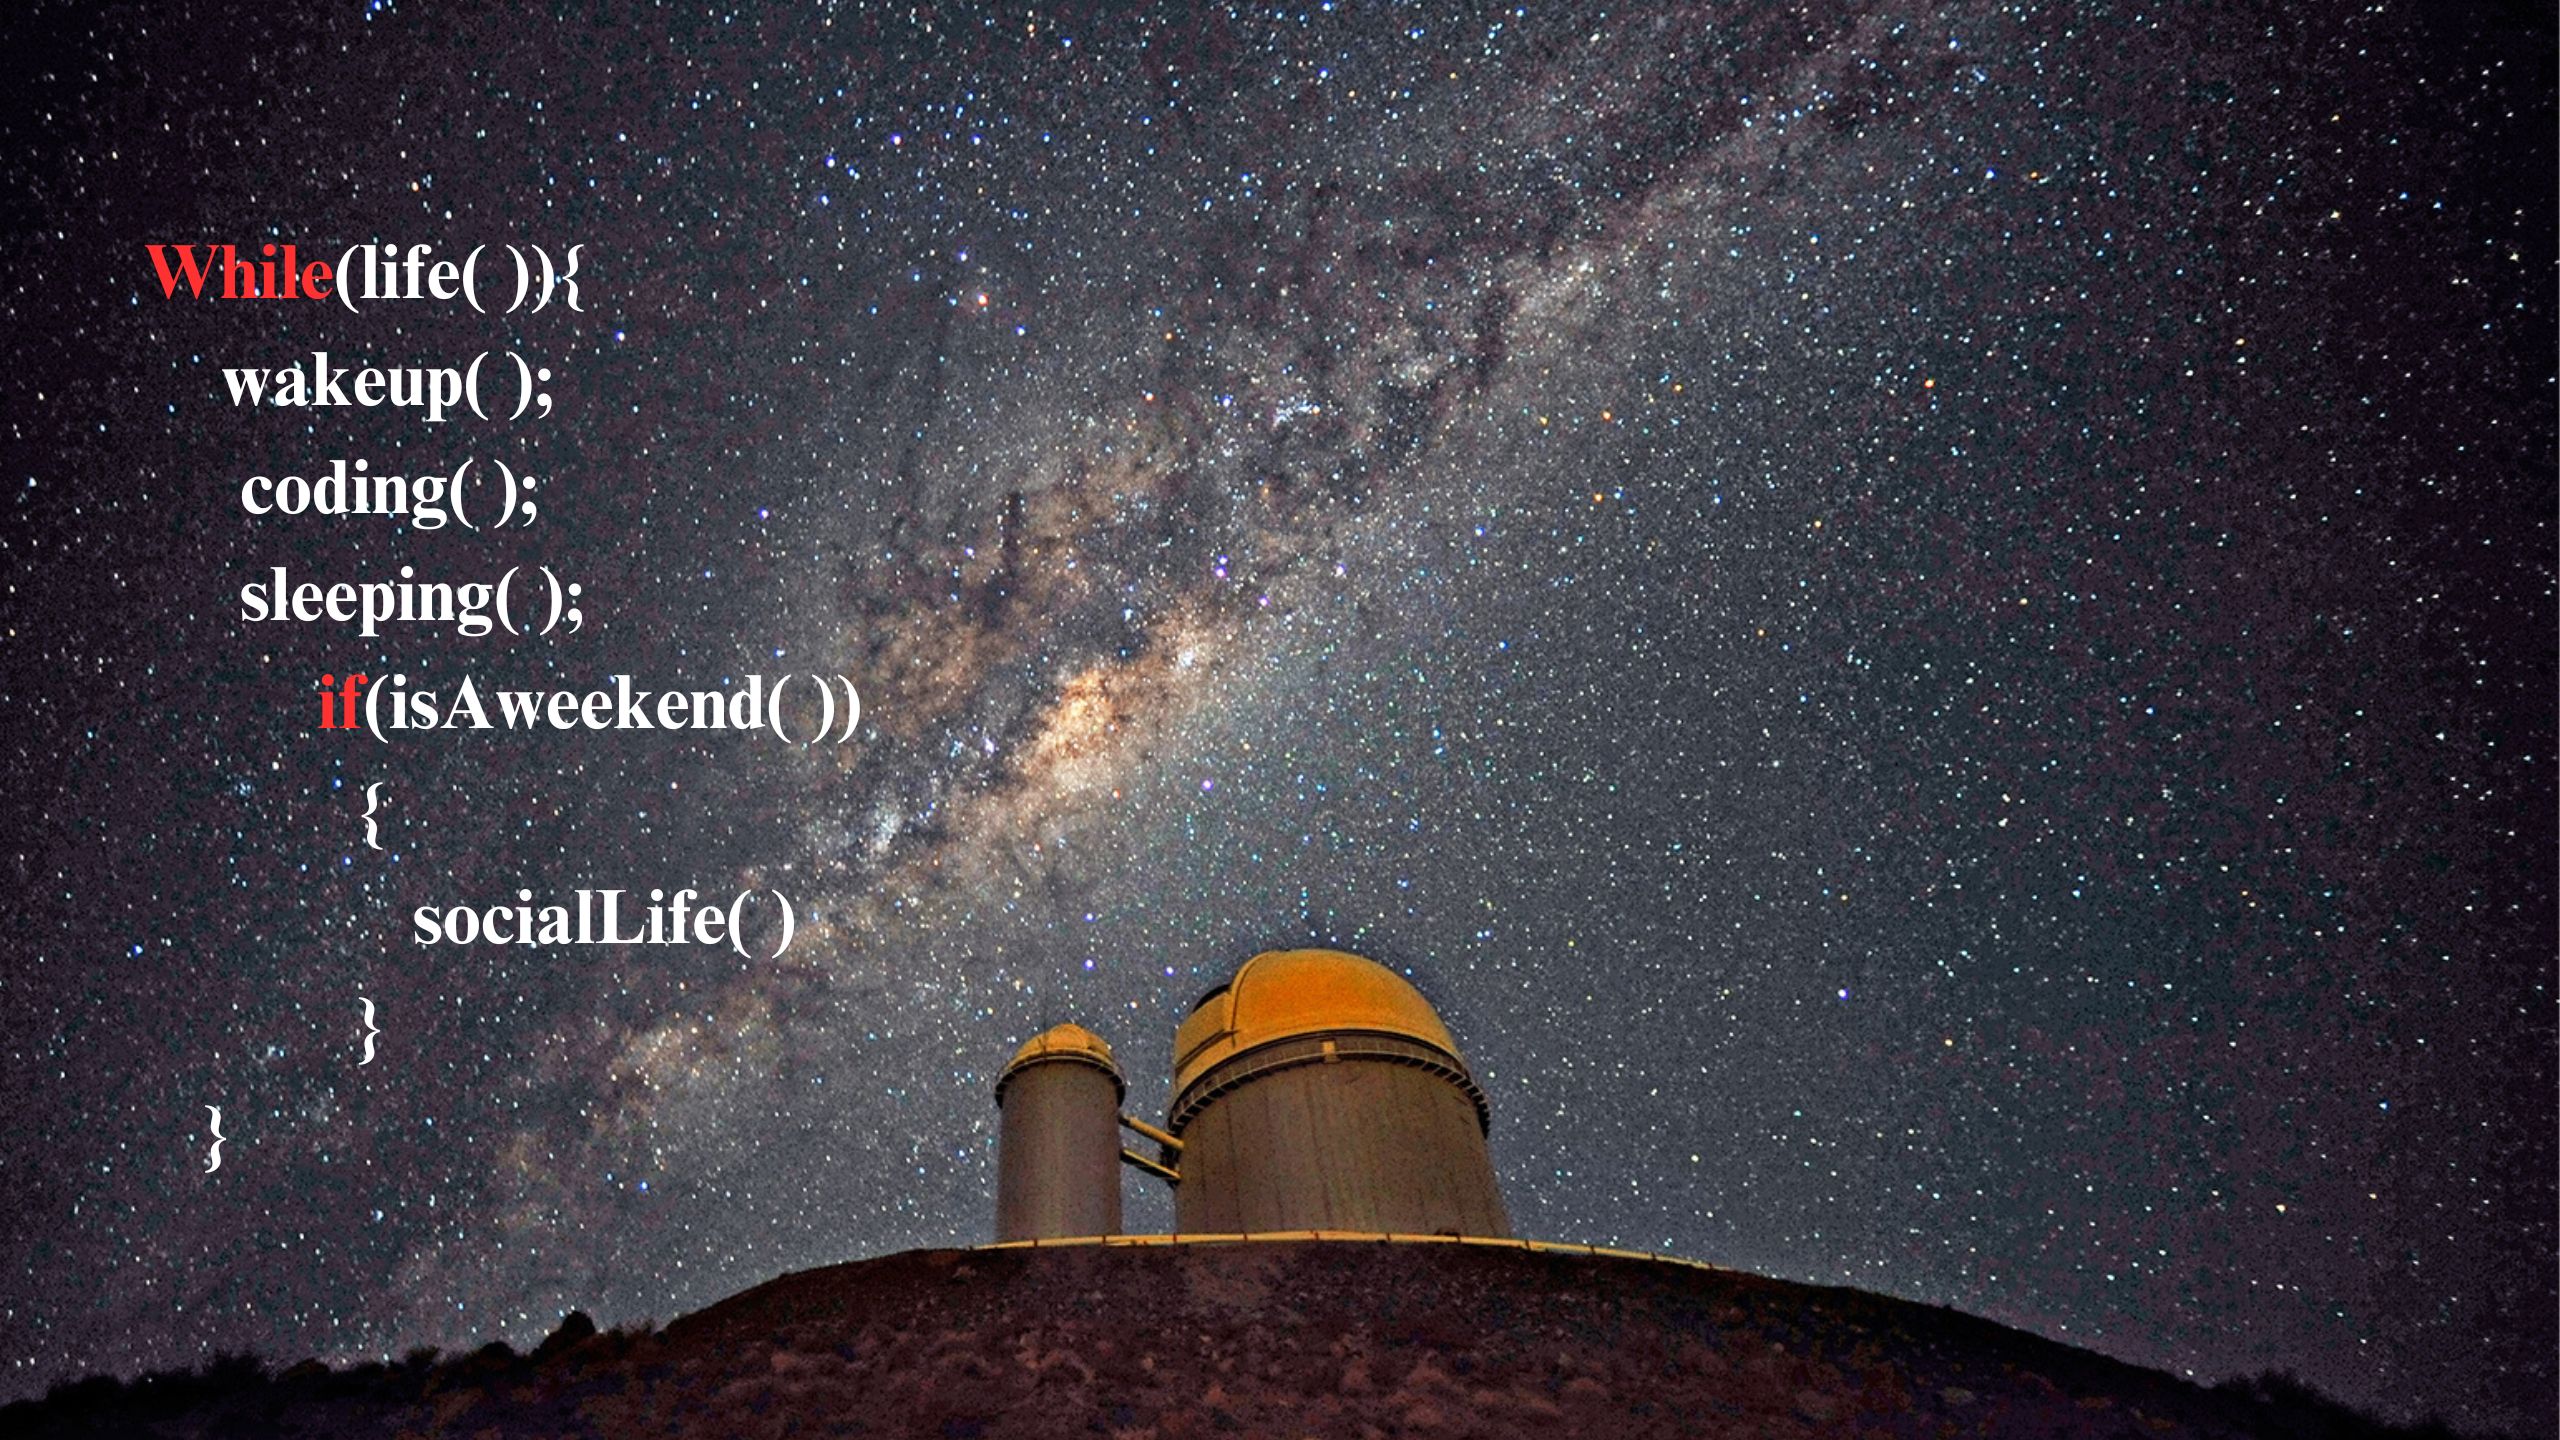 While(life( )){
wakeup( );
coding( );
sleeping( );
if(isAweekend( ))
{
socialLife( )
}
}